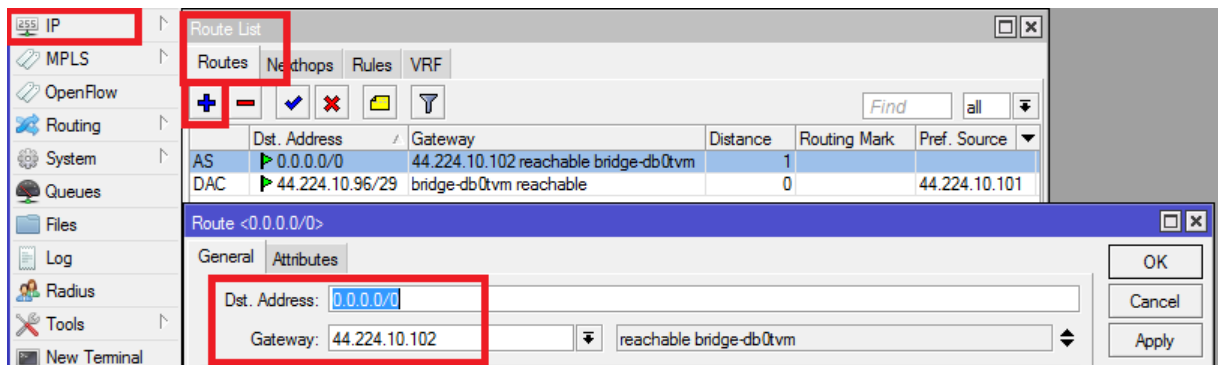 255 IP
MPLS
OpenFlow
Routing
System
Queues
Files
Log
Radius
Tools
New Terminal
Route List
Routes Nexthops Rules VRF
Find all
Dst. Address Gateway Distance Routing Mark Pref. Source
AS 0.0.0.0/0 44.224.10.102 reachable bridge-db0tvm 1
DAC 44.224.10.96/29 bridge-db0tvm reachable 0 44.224.10.101
Route <0.0.0.0/0>
General Attributes
OK
Dst. Address: 0.0.0.0/0
Cancel
Gateway: 44.224.10.102 reachable bridge-db0tvm
Apply